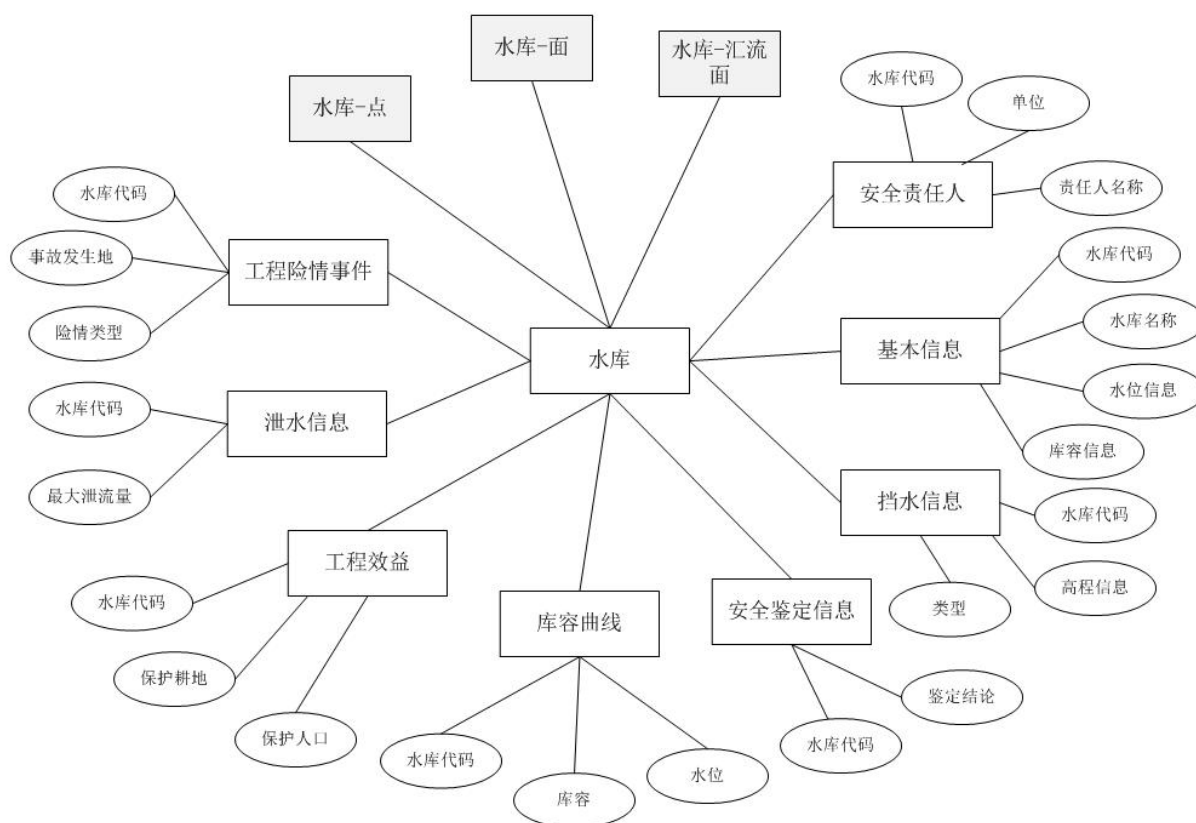 水库-面
水库-汇流
面
水库-点
水库代码
单位
安全责任人
责任人名称
水库代码
事故发生地
险情类型
工程险情事件
水库
水库代码
水库名称
水位信息
库容信息
基本信息
水库代码
最大泄流量
泄水信息
挡水信息
水库代码
高程信息
类型
工程效益
水库代码
保护耕地
保护人口
库容曲线
水库代码
库容
水位
安全鉴定信息
鉴定结论
水库代码